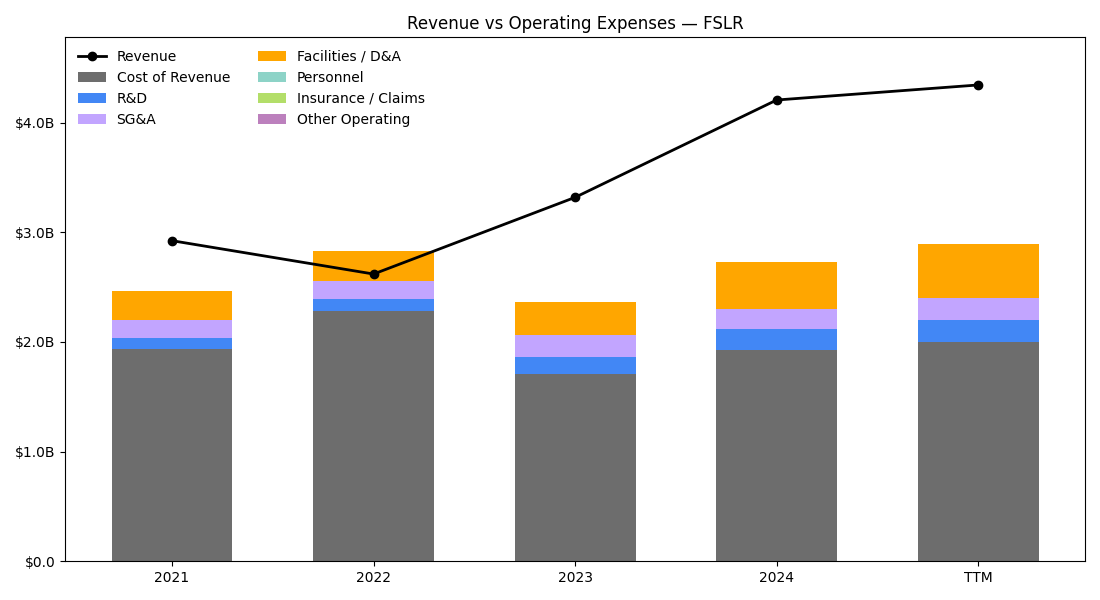 Revenue vs Operating Expenses — FSLR
Revenue
Cost of Revenue
R&D
SG&A
Facilities / D&A
Personnel
Insurance / Claims
Other Operating
$4.0B
$3.0B
$2.0B
$1.0B
$0.0
2021
2022
2023
2024
TTM